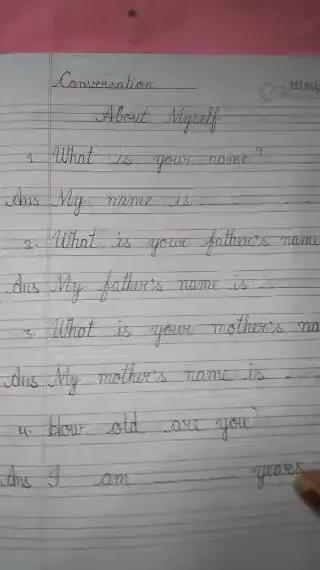 Conversation
About Myself
1. What is your name?
Ans My name is ........
2. What is your father's name
Ans My father's name is ....
3. What is your mother's na
Ans My mother's name is ....
4. How old are you?
Ans I am ............ years